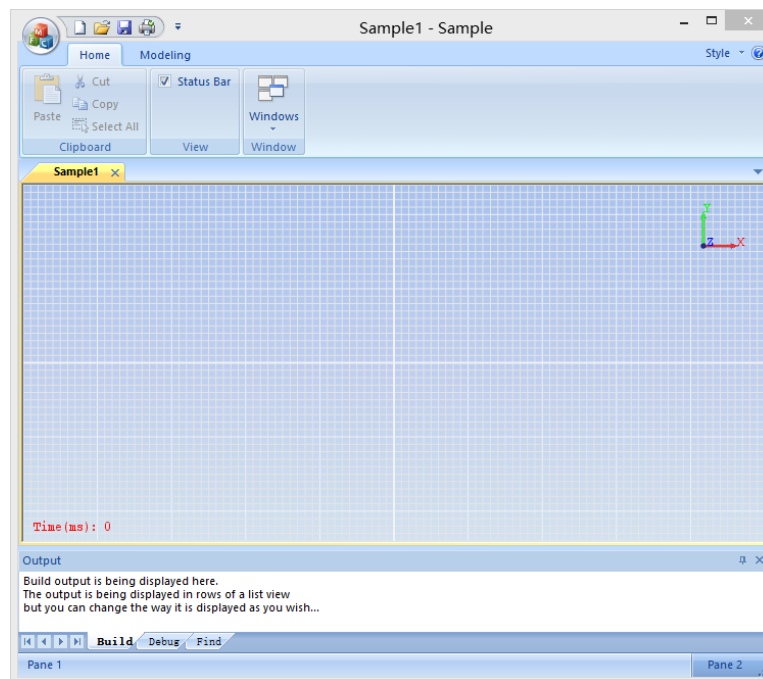 Sample1 - Sample
Home Modeling Style
Paste
Cut
Copy
Select All
Clipboard
Status Bar
View
Windows
Window
Sample1
Y
Z X
Time(ms): 0
Output
Build output is being displayed here.
The output is being displayed in rows of a list view
but you can change the way it is displayed as you wish...
Build Debug Find
Pane 1 Pane 2